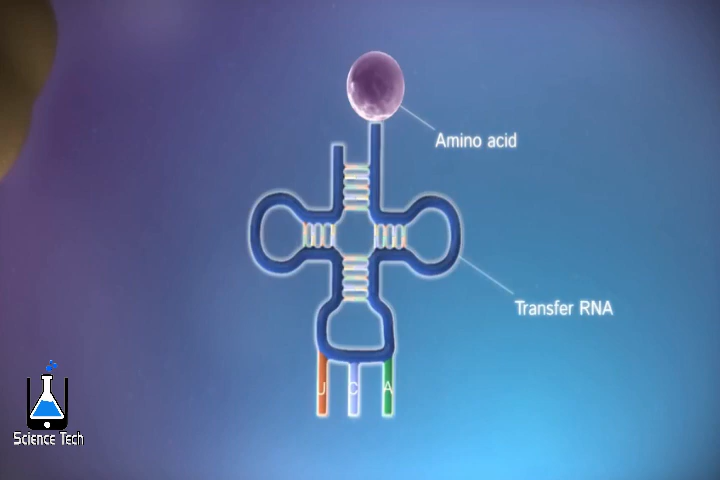 Amino acid
Transfer RNA
U C A
Science Tech